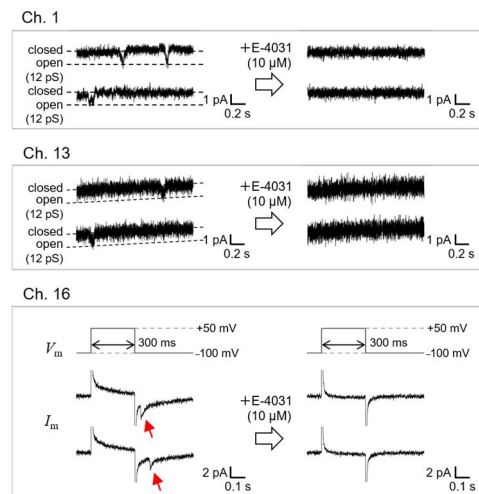 Ch. 1
closed
open
(12 pS)
closed
open
(12 pS)
1 pA
0.2 s
+E-4031
(10 μM)
1 pA
0.2 s
Ch. 13
closed
open
(12 pS)
closed
open
(12 pS)
1 pA
0.2 s
+E-4031
(10 μM)
1 pA
0.2 s
Ch. 16
Vm
+50 mV
300 ms
−100 mV
Im
2 pA
0.1 s
+E-4031
(10 μM)
+50 mV
300 ms
−100 mV
2 pA
0.1 s